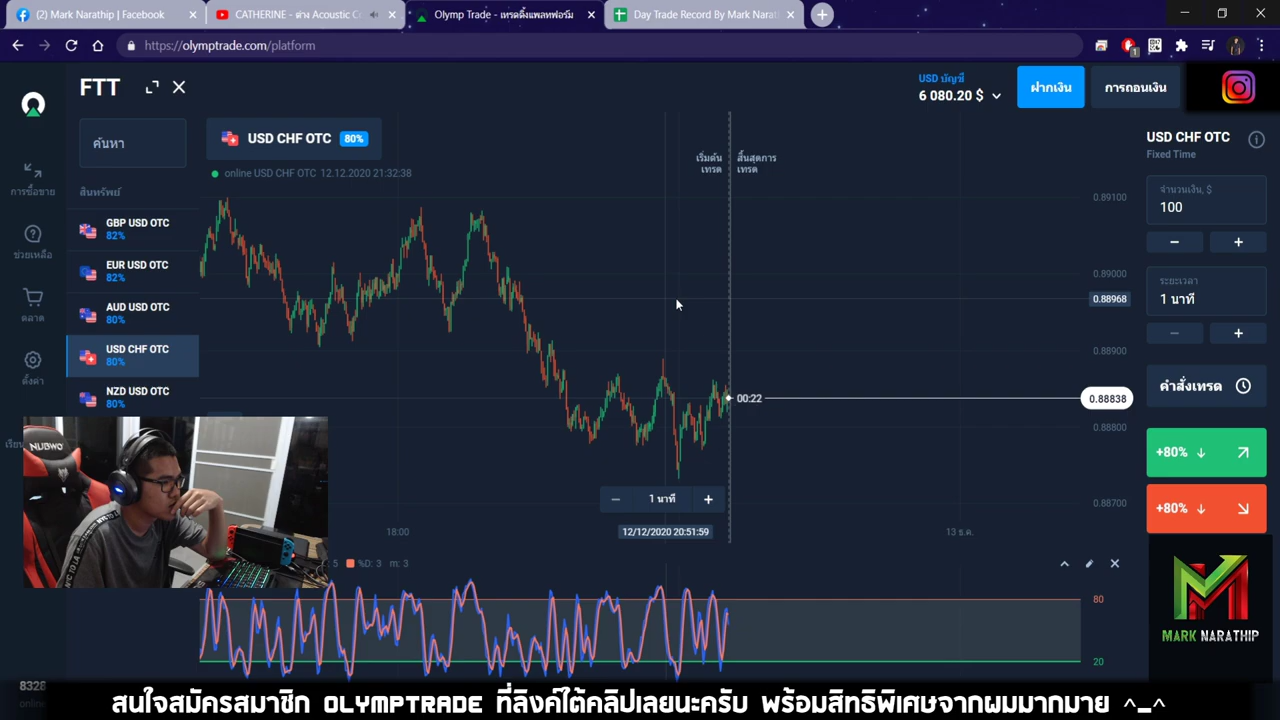 (2) Mark Narathip | Facebook
CATHERINE - ต่าง Acoustic C
Olymp Trade - เทรดดิ้งแพลทฟอร์ม
Day Trade Record By Mark Narat
https://olymptrade.com/platform
1
FTT
USD บัญชี
6 080.20 $
ฝากเงิน
การถอนเงิน
ค้นหา
USD CHF OTC 80%
online USD CHF OTC 12.12.2020 21:32:38
เริ่มต้น
เทรด
สิ้นสุดการ
เทรด
การซื้อขาย
ช่วยเหลือ
ตลาด
ตั้งค่า
สินทรัพย์
GBP USD OTC
82%
EUR USD OTC
82%
AUD USD OTC
80%
USD CHF OTC
80%
NZD USD OTC
80%
0.89100
0.89000
0.88968
0.88900
0.88838
0.88800
0.88700
00:22
1 นาที
18:00
12/12/2020 20:51:59
13 ธ.ค.
USD CHF OTC
Fixed Time
จำนวนเงิน, $
100
ระยะเวลา
1 นาที
คำสั่งเทรด
+80%
+80%
NUBWO
: 5 %D: 3 m: 3
80
20
MARK NARATHIP
8328
online
สนใจสมัครสมาชิก OLYMPTRADE ที่ลิงค์ใต้คลิปเลยนะครับ พร้อมสิทธิพิเศษจากผมมากมาย ^_^